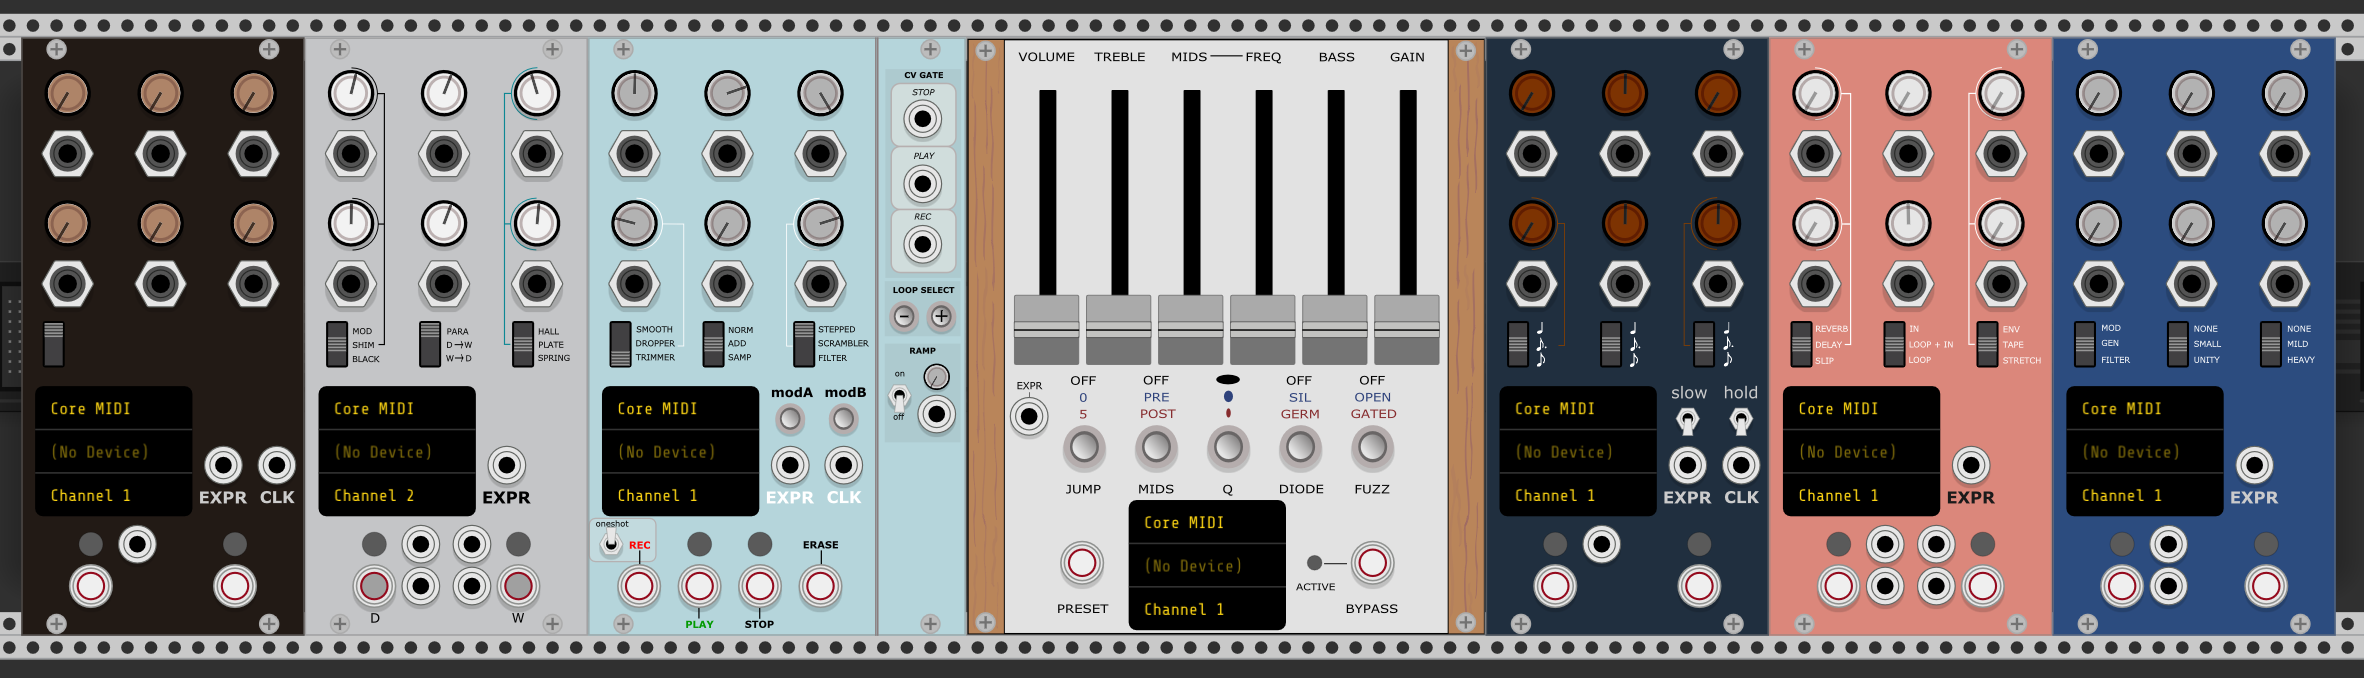 Core MIDI
(No Device)
Channel 1
EXPR CLK
MOD
SHIM
BLACK
PARA
D→W
W→D
HALL
PLATE
SPRING
Core MIDI
(No Device)
Channel 2
EXPR
D W
SMOOTH
DROPPER
TRIMMER
NORM
ADD
SAMP
STEPPED
SCRAMBLER
FILTER
Core MIDI
(No Device)
Channel 1
modA modB
EXPR CLK
oneshot
REC
ERASE
PLAY STOP
CV GATE
STOP
PLAY
REC
LOOP SELECT
− +
RAMP
on
off
VOLUME TREBLE MIDS FREQ BASS GAIN
EXPR
OFF OFF OFF OFF
0 PRE SIL OPEN
5 POST GERM GATED
JUMP MIDS Q DIODE FUZZ
Core MIDI
(No Device)
Channel 1
ACTIVE
PRESET BYPASS
slow hold
Core MIDI
(No Device)
Channel 1
EXPR CLK
REVERB
DELAY
SLIP
IN
LOOP + IN
LOOP
ENV
TAPE
STRETCH
Core MIDI
(No Device)
Channel 1
EXPR
MOD
GEN
FILTER
NONE
SMALL
UNITY
NONE
MILD
HEAVY
Core MIDI
(No Device)
Channel 1
EXPR